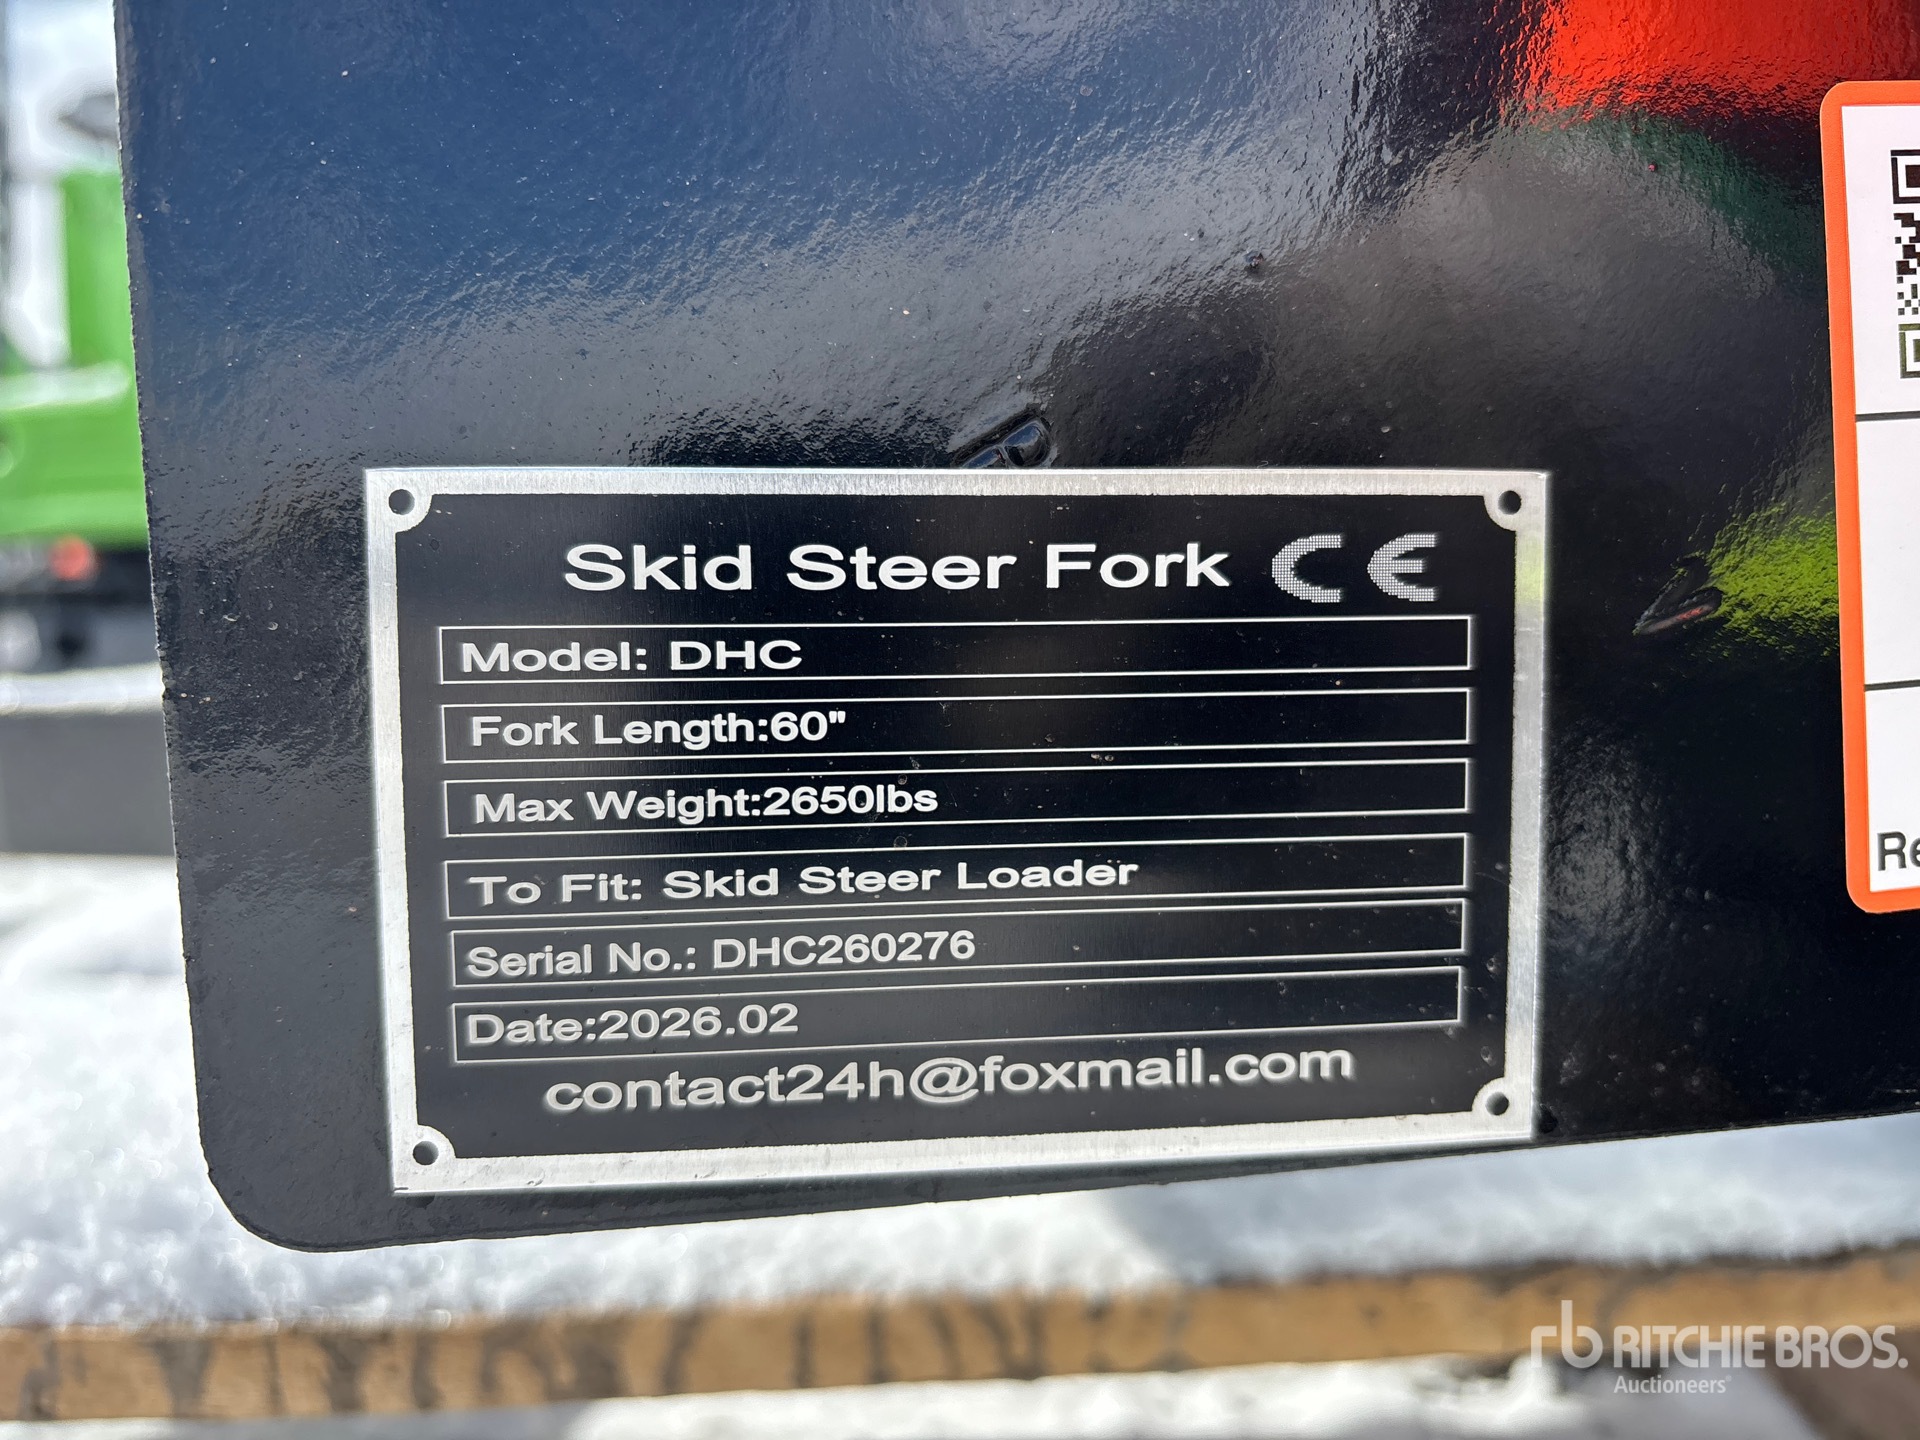 Skid Steer Fork CE
Model: DHC
Fork Length:60"
Max Weight:2650lbs
To Fit: Skid Steer Loader
Serial No.: DHC260276
Date:2026.02
contact24h@foxmail.com
rb RITCHIE BROS.
Auctioneers